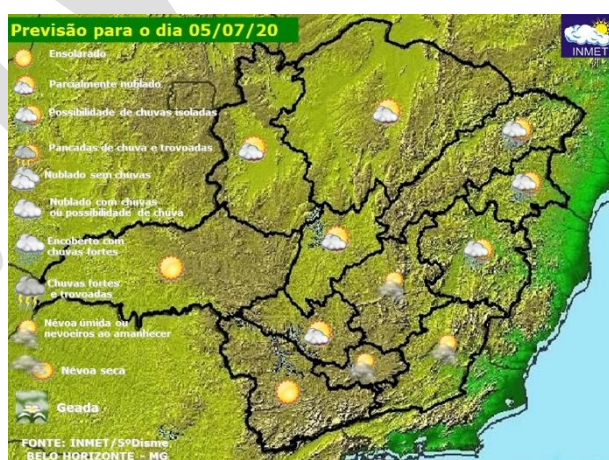 Previsão para o dia 05/07/20
INMET
Ensolarado
Parcialmente nublado
Possibilidade de chuvas isoladas
Pancadas de chuva e trovoadas
Nublado sem chuvas
Nublado com chuvas
ou possibilidade de chuva
Encoberto com
chuvas fortes
Chuvas fortes
e trovoadas
Névoa úmida ou
nevoeiros ao amanhecer
Névoa seca
Geada
FONTE: INMET/5ºDisme
BELO HORIZONTE - MG